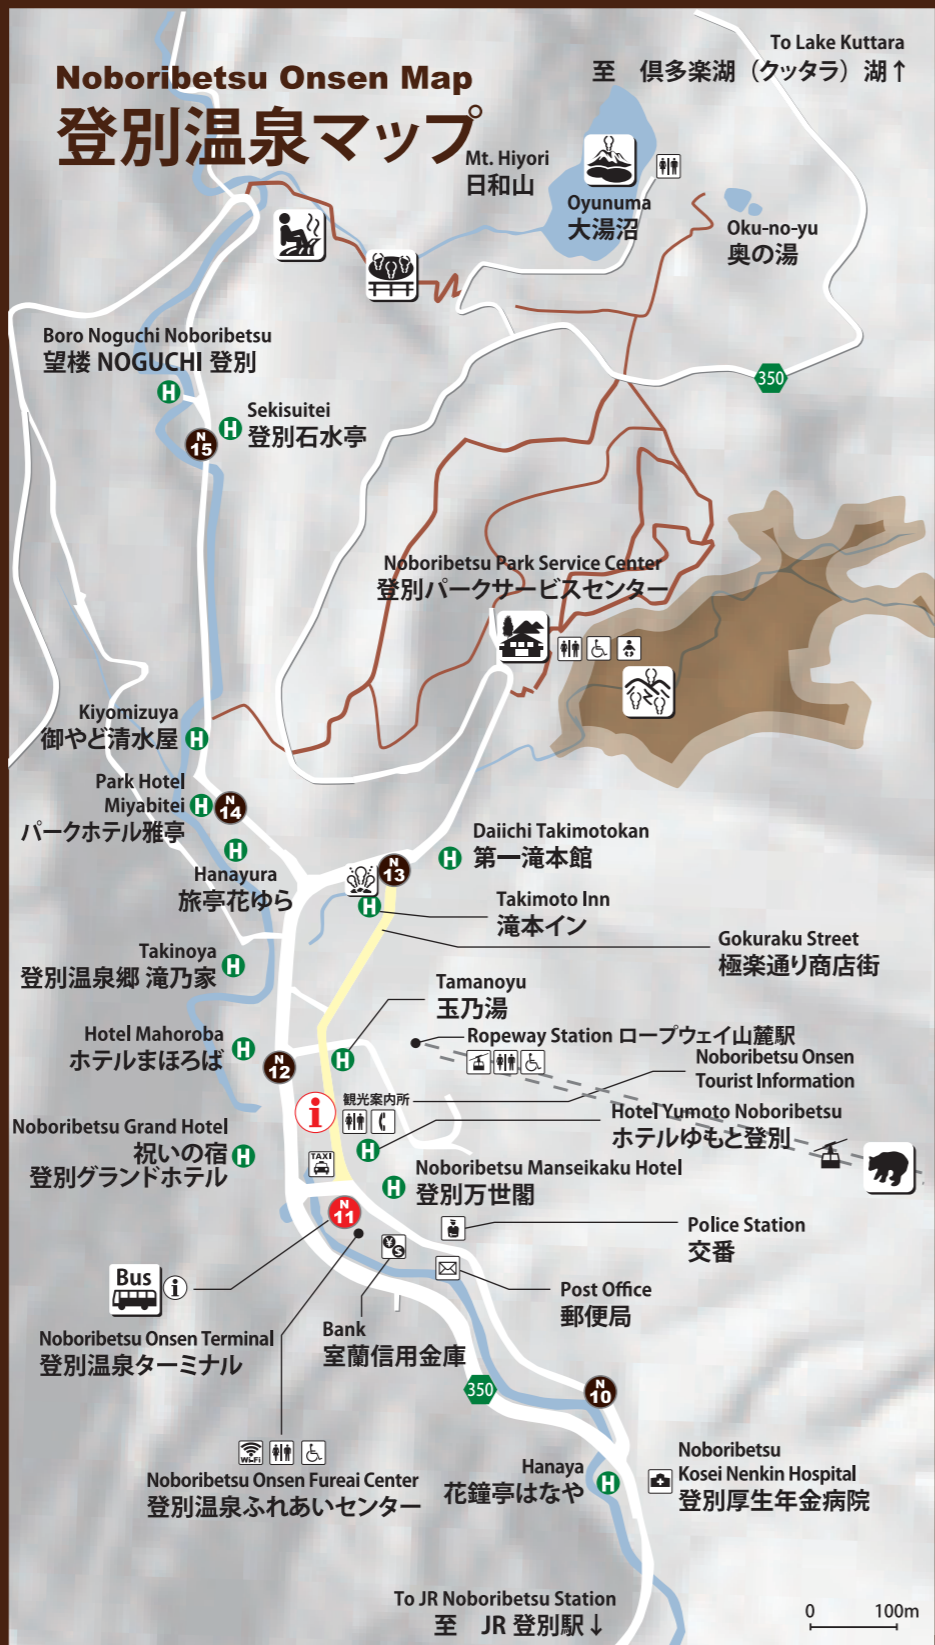 Noboribetsu Onsen Map
登別温泉マップ
To Lake Kuttara
至 倶多楽湖（クッタラ）湖↑
Mt. Hiyori
日和山
Oyunuma
大湯沼
Oku-no-yu
奥の湯
Boro Noguchi Noboribetsu
望楼 NOGUCHI 登別
350
H
Sekisuitei
登別石水亭
H
N
15
Noboribetsu Park Service Center
登別パークサービスセンター
Kiyomizuya
御やど清水屋
H
Park Hotel
Miyabitei
パークホテル雅亭
H
N
14
H
Hanayura
旅亭花ゆら
Daiichi Takimotokan
第一滝本館
H
N
13
H
Takimoto Inn
滝本イン
Gokuraku Street
極楽通り商店街
Takinoya
登別温泉郷 滝乃家
H
Tamanoyu
玉乃湯
H
Ropeway Station ロープウェイ山麓駅
Hotel Mahoroba
ホテルまほろば
H
N
12
Noboribetsu Onsen
Tourist Information
観光案内所
i
Hotel Yumoto Noboribetsu
ホテルゆもと登別
H
Noboribetsu Grand Hotel
祝いの宿
登別グランドホテル
H
TAXI
Noboribetsu Manseikaku Hotel
登別万世閣
H
N
11
Police Station
交番
¥
$
Bus
i
Post Office
郵便局
Noboribetsu Onsen Terminal
登別温泉ターミナル
Bank
室蘭信用金庫
350
N
10
Wi-Fi
Noboribetsu Onsen Fureai Center
登別温泉ふれあいセンター
Hanaya
花鐘亭はなや
H
Noboribetsu
Kosei Nenkin Hospital
登別厚生年金病院
To JR Noboribetsu Station
至 JR 登別駅↓
0 100m